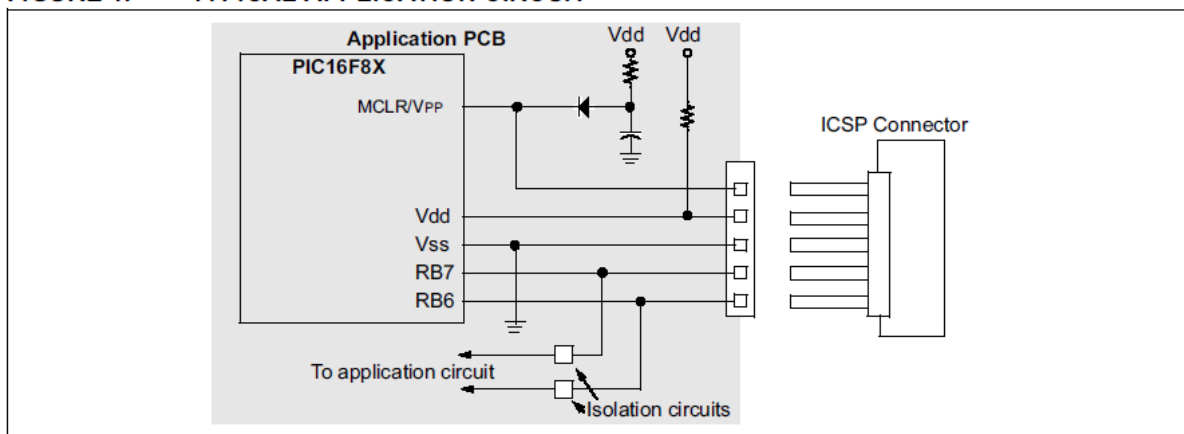 Application PCB
Vdd Vdd
PIC16F8X
MCLR/VPP
ICSP Connector
Vdd
Vss
RB7
RB6
To application circuit
Isolation circuits